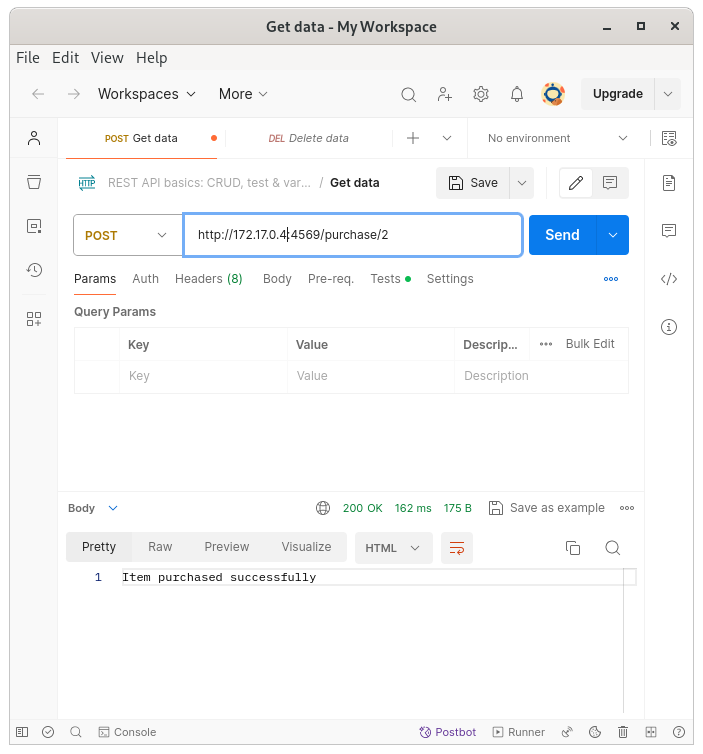 Get data - My Workspace
File Edit View Help
Workspaces More Upgrade
POST Get data DEL Delete data No environment
HTTP REST API basics: CRUD, test & var... / Get data Save
POST http://172.17.0.4:4569/purchase/2 Send
Params Auth Headers (8) Body Pre-req. Tests Settings
Query Params
Key Value Descrip... Bulk Edit
Key Value Description
Body 200 OK 162 ms 175 B Save as example
Pretty Raw Preview Visualize HTML
1 Item purchased successfully
Console Postbot Runner